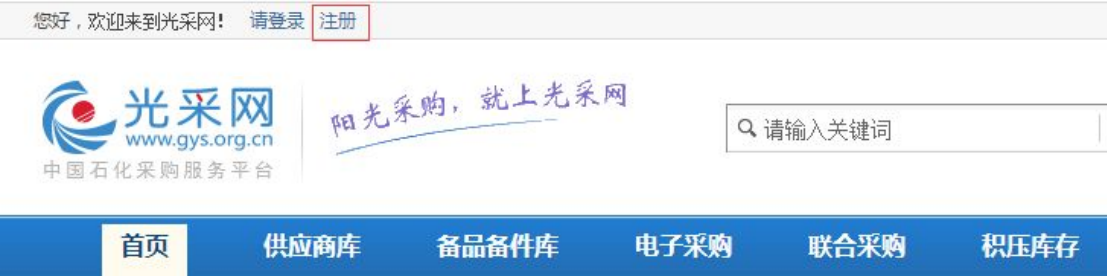 您好，欢迎来到光采网！ 请登录 注册
光采网
www.gys.org.cn
中国石化采购服务平台
阳光采购，就上光采网
请输入关键词
首页 供应商库 备品备件库 电子采购 联合采购 积压库存